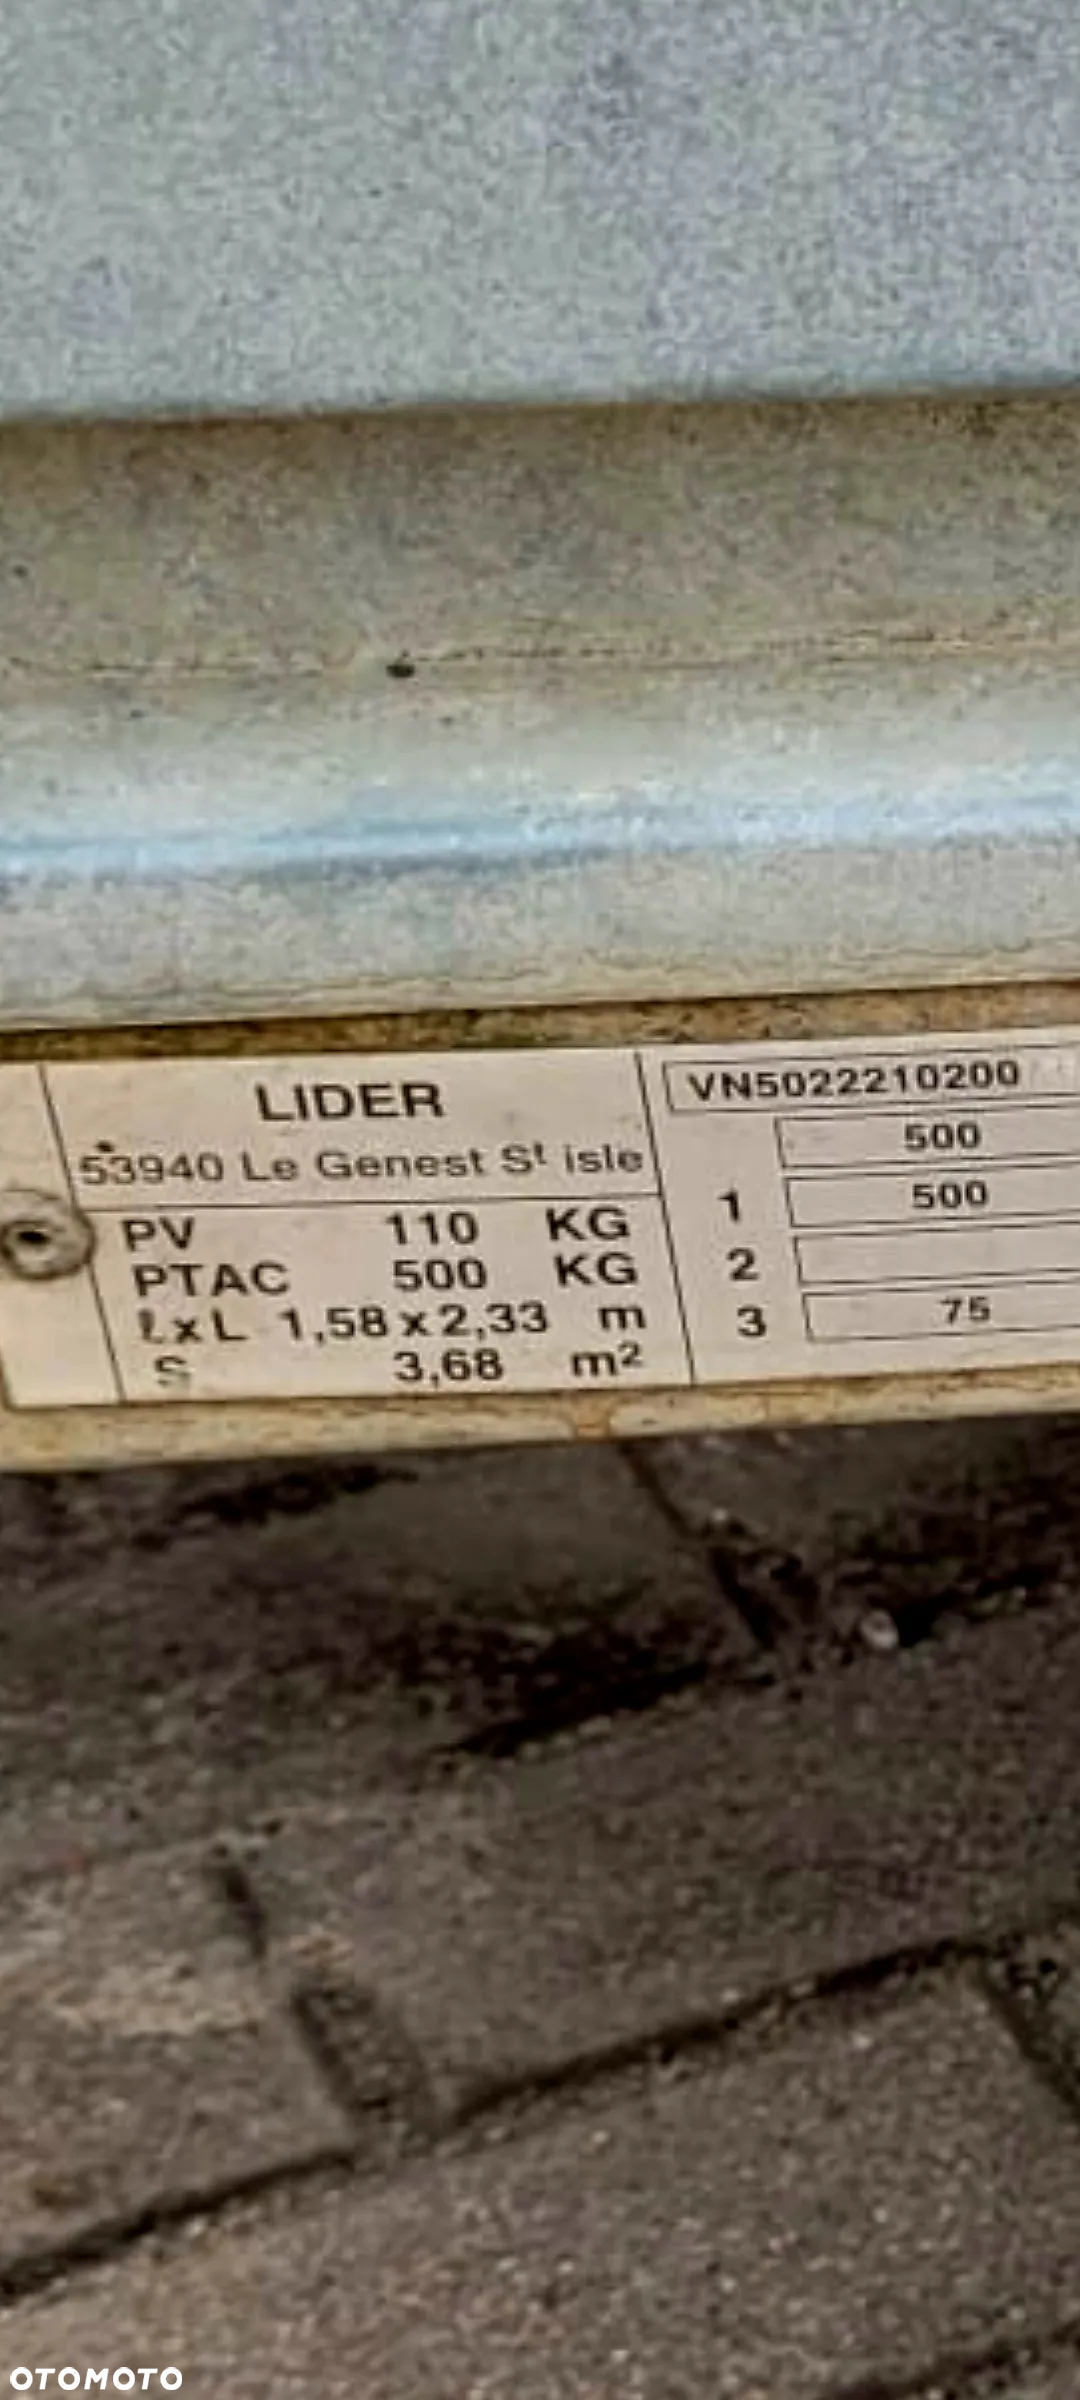 LIDER
53940 Le Genest St isle
PV 110 KG
PTAC 500 KG
ℓxL 1,58x2,33 m
S 3,68 m²
VN5022210200
500
1 500
2
3 75
OTOMOTO